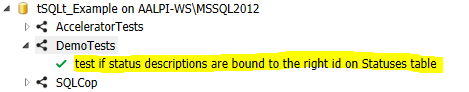 tSQLt_Example on AALPI-WS\MSSQL2012
AcceleratorTests
DemoTests
test if status descriptions are bound to the right id on Statuses table
SQLCop